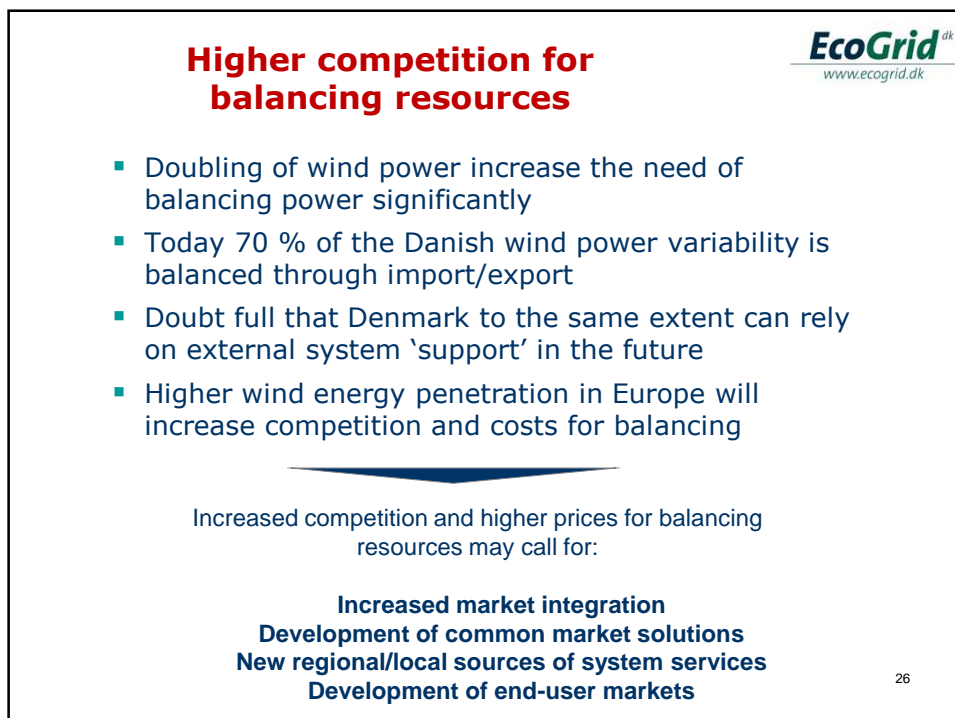 Higher competition for
balancing resources
EcoGrid dk
www.ecogrid.dk
▪ Doubling of wind power increase the need of
balancing power significantly
▪ Today 70 % of the Danish wind power variability is
balanced through import/export
▪ Doubt full that Denmark to the same extent can rely
on external system ‘support’ in the future
▪ Higher wind energy penetration in Europe will
increase competition and costs for balancing
Increased competition and higher prices for balancing
resources may call for:
Increased market integration
Development of common market solutions
New regional/local sources of system services
Development of end-user markets
26